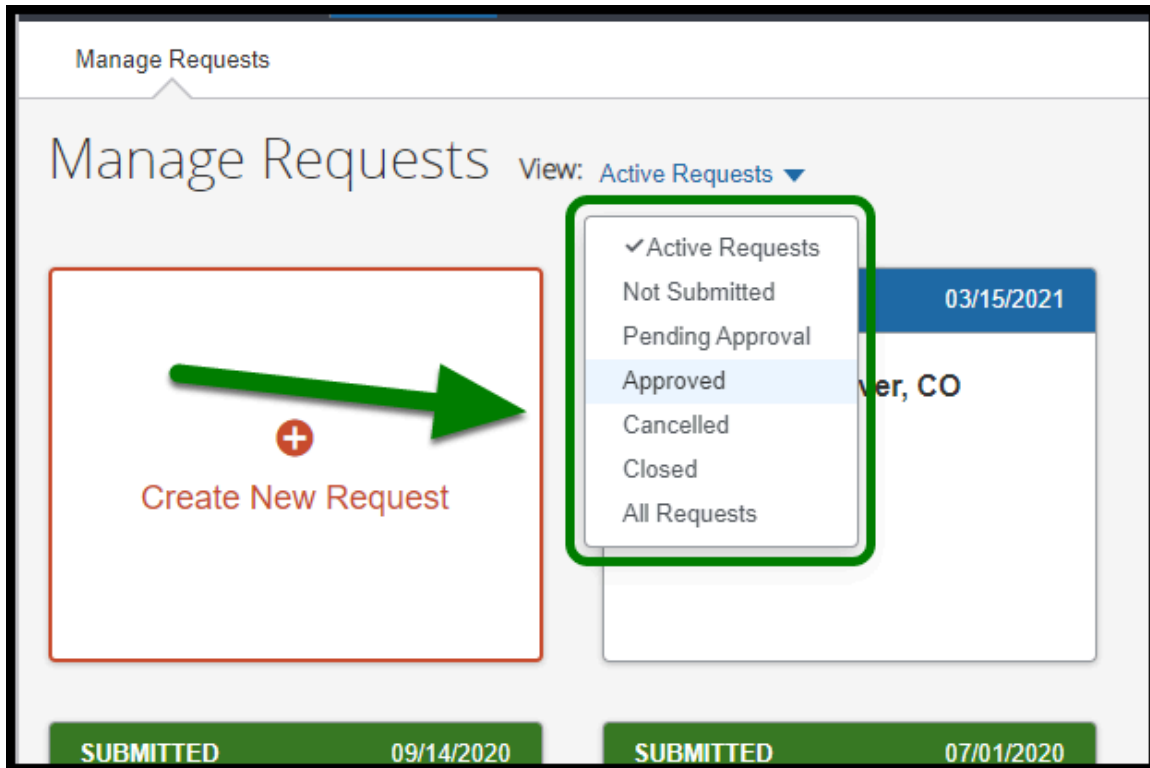 Manage Requests
Manage Requests View: Active Requests
Active Requests
Not Submitted
Pending Approval
Approved
Cancelled
Closed
All Requests
03/15/2021
CO
Create New Request
SUBMITTED 09/14/2020
SUBMITTED 07/01/2020